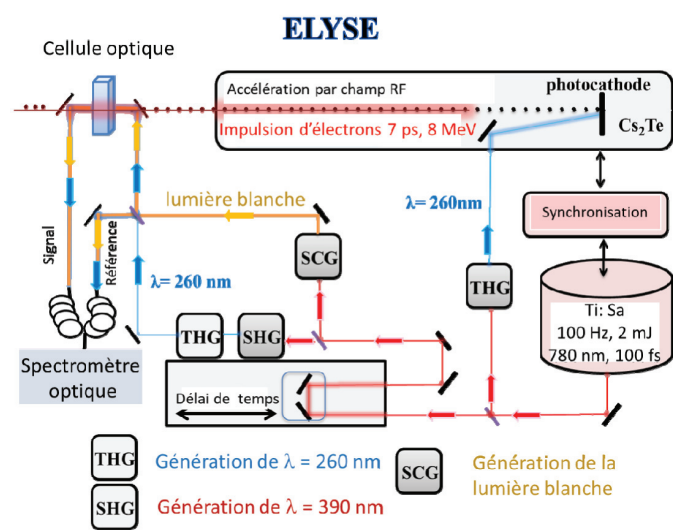 ELYSE
Cellule optique
Accélération par champ RF
photocathode
Impulsion d'électrons 7 ps, 8 MeV
Cs₂Te
lumière blanche
λ= 260nm
Synchronisation
Signal
Référence
SCG
λ= 260 nm
THG
Ti: Sa
100 Hz, 2 mJ
780 nm, 100 fs
THG
SHG
Spectromètre
optique
Délai de temps
THG
Génération de λ = 260 nm
SCG
Génération de la
lumière blanche
SHG
Génération de λ = 390 nm